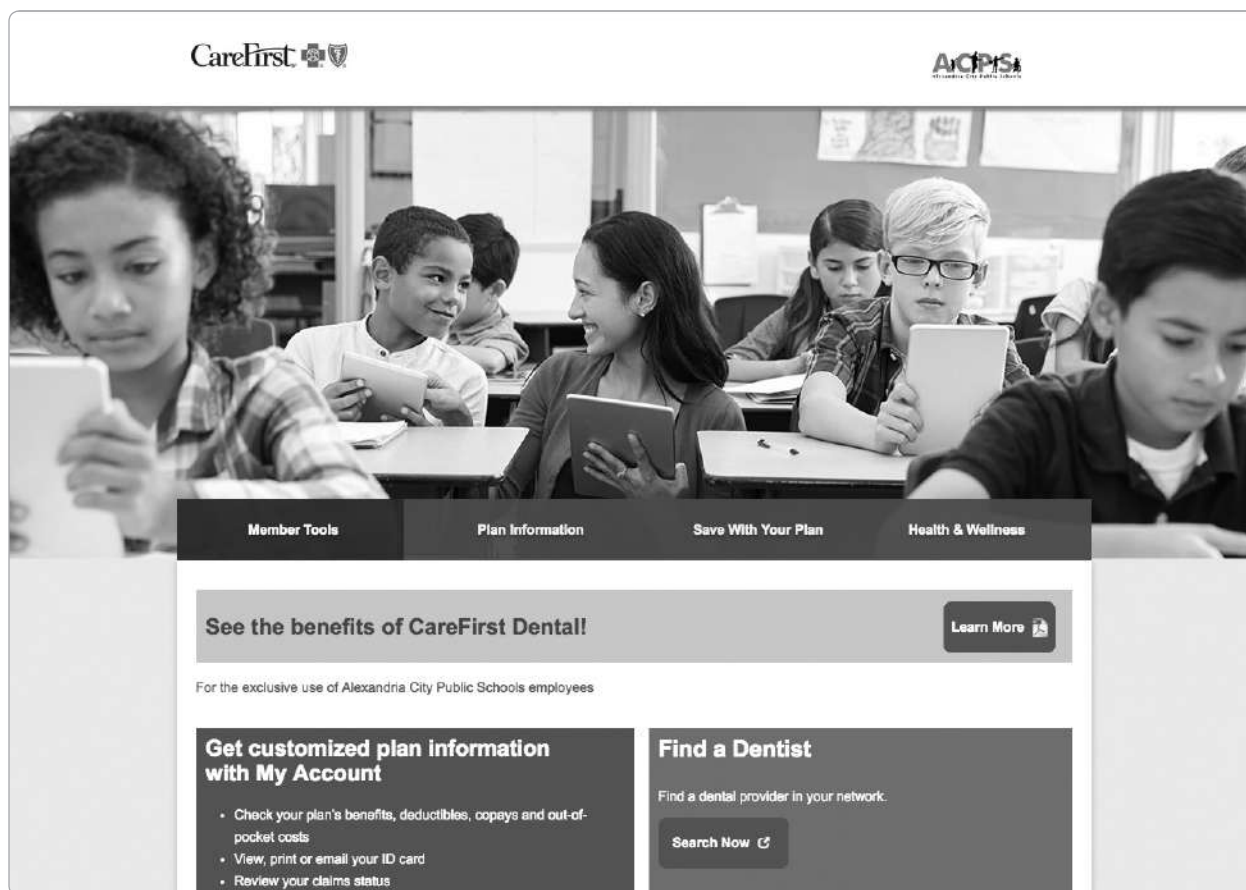 CareFirst
ACPS
Alexandria City Public Schools
Member Tools
Plan Information
Save With Your Plan
Health & Wellness
See the benefits of CareFirst Dental!
Learn More
For the exclusive use of Alexandria City Public Schools employees
Get customized plan information
with My Account
• Check your plan's benefits, deductibles, copays and out-of-
pocket costs
• View, print or email your ID card
• Review your claims status
Find a Dentist
Find a dental provider in your network.
Search Now